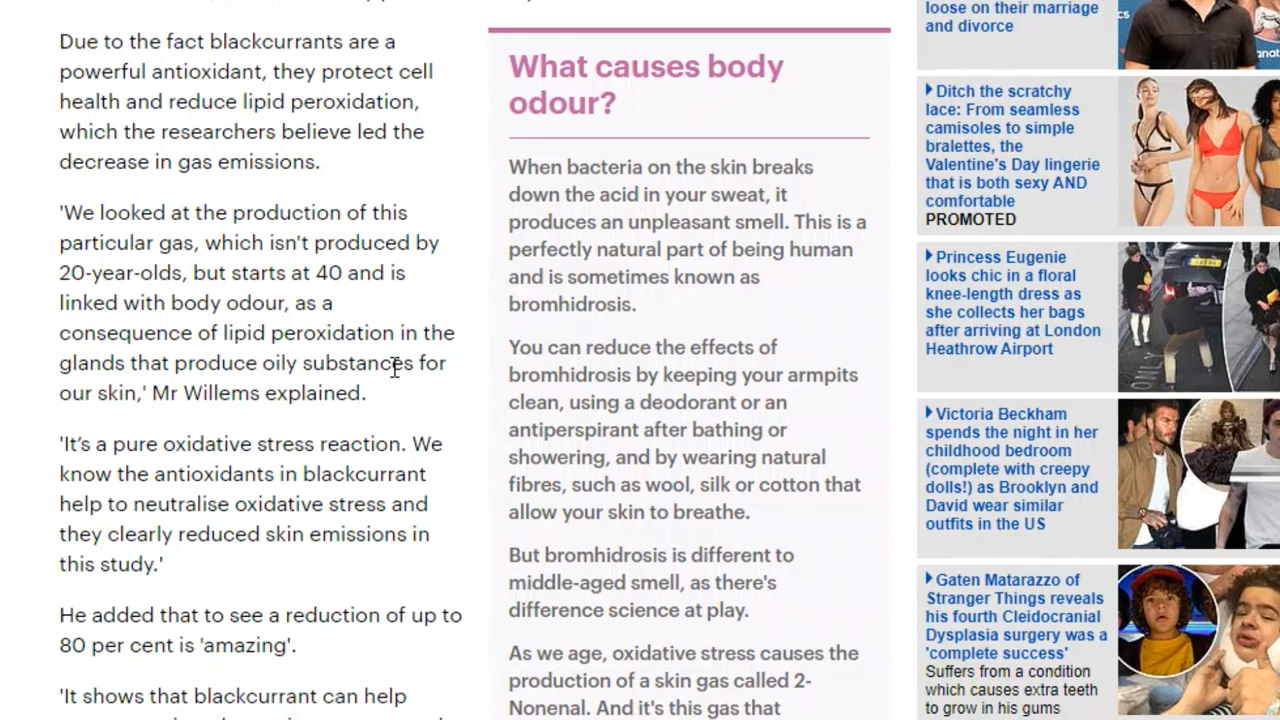 Due to the fact blackcurrants are a
powerful antioxidant, they protect cell
health and reduce lipid peroxidation,
which the researchers believe led the
decrease in gas emissions.
'We looked at the production of this
particular gas, which isn't produced by
20-year-olds, but starts at 40 and is
linked with body odour, as a
consequence of lipid peroxidation in the
glands that produce oily substances for
our skin,' Mr Willems explained.
'It’s a pure oxidative stress reaction. We
know the antioxidants in blackcurrant
help to neutralise oxidative stress and
they clearly reduced skin emissions in
this study.'
He added that to see a reduction of up to
80 per cent is 'amazing'.
'It shows that blackcurrant can help
What causes body
odour?
When bacteria on the skin breaks
down the acid in your sweat, it
produces an unpleasant smell. This is a
perfectly natural part of being human
and is sometimes known as
bromhidrosis.
You can reduce the effects of
bromhidrosis by keeping your armpits
clean, using a deodorant or an
antiperspirant after bathing or
showering, and by wearing natural
fibres, such as wool, silk or cotton that
allow your skin to breathe.
But bromhidrosis is different to
middle-aged smell, as there's
difference science at play.
As we age, oxidative stress causes the
production of a skin gas called 2-
Nonenal. And it's this gas that
loose on their marriage
and divorce
Ditch the scratchy
lace: From seamless
camisoles to simple
bralettes, the
Valentine's Day lingerie
that is both sexy AND
comfortable
PROMOTED
Princess Eugenie
looks chic in a floral
knee-length dress as
she collects her bags
after arriving at London
Heathrow Airport
Victoria Beckham
spends the night in her
childhood bedroom
(complete with creepy
dolls!) as Brooklyn and
David wear similar
outfits in the US
Gaten Matarazzo of
Stranger Things reveals
his fourth Cleidocranial
Dysplasia surgery was a
'complete success'
Suffers from a condition
which causes extra teeth
to grow in his gums